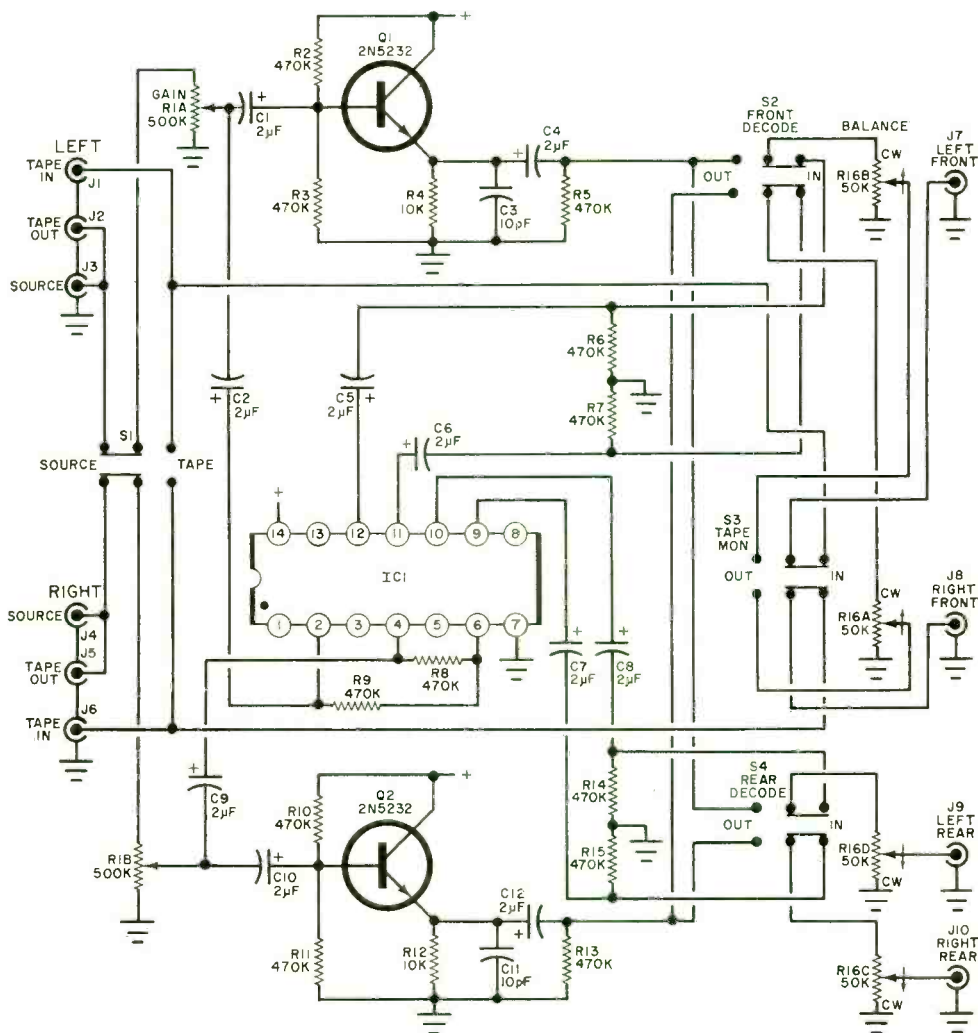 R2
470K
Q1
2N5232
+
GAIN
R1A
500K
+
C1
2µF
LEFT
TAPE
IN
J1
J2
TAPE
OUT
J3
SOURCE
R3
470K
R4
10K
C3
10pF
+
C4
2µF
R5
470K
S2
FRONT
DECODE
OUT
IN
BALANCE
CW
R16B
50K
J7
LEFT
FRONT
R6
470K
R7
470K
+
C2
2µF
C5
2µF
+
+
C6
2µF
S1
SOURCE
TAPE
+
14
13
12
11
10
9
8
IC1
1
2
3
4
5
6
7
S3
TAPE
MON
OUT
IN
CW
R16A
50K
J8
RIGHT
FRONT
RIGHT
SOURCE
J4
J5
TAPE
OUT
J6
TAPE
IN
R8
470K
R9
470K
+
C7
2µF
+
C8
2µF
+
C9
2µF
R1B
500K
+
C10
2µF
R10
470K
Q2
2N5232
+
R14
470K
R15
470K
S4
REAR
DECODE
OUT
IN
R16D
50K
CW
J9
LEFT
REAR
R11
470K
R12
10K
C12
2µF
+
C11
10pF
R13
470K
R16C
50K
CW
J10
RIGHT
REAR